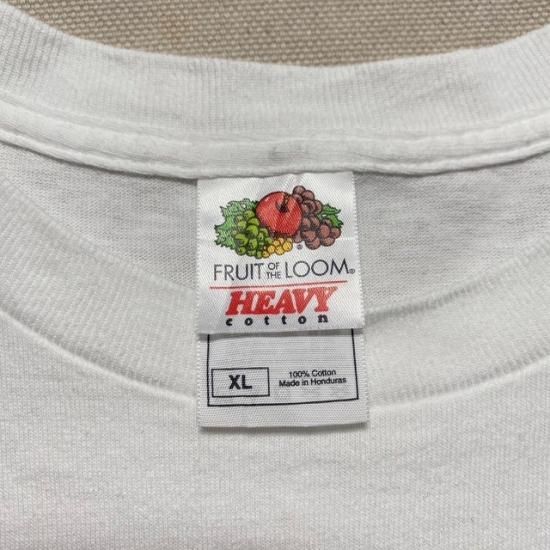 FRUIT OF THE LOOM®
HEAVY
cotton
XL
100% Cotton
Made in Honduras